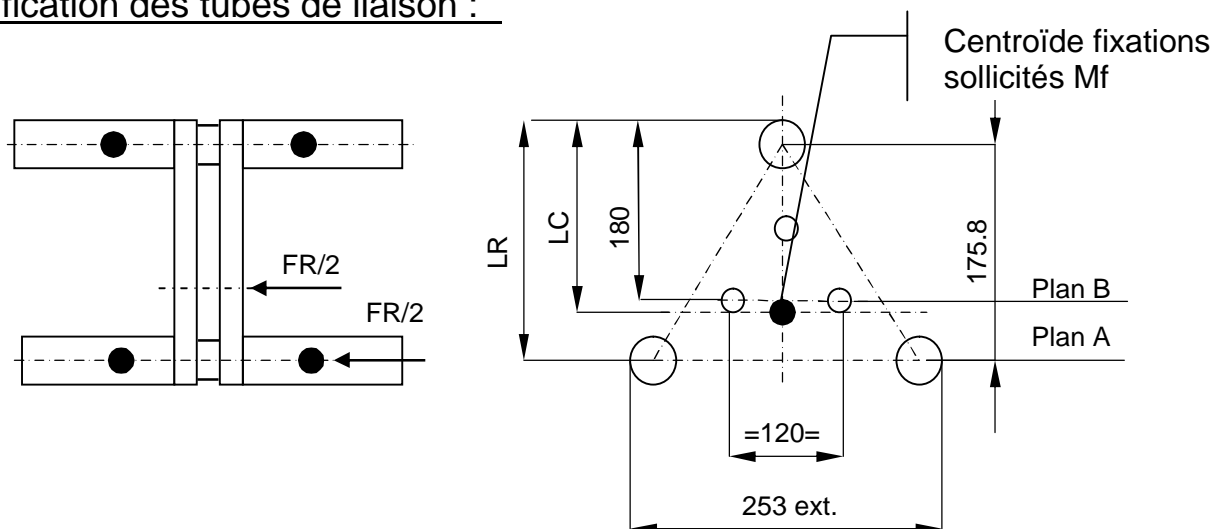 fication des tubes de liaison :
Centroïde fixations
sollicités Mf
LR
LC
180
175.8
FR/2
FR/2
Plan B
Plan A
=120=
253 ext.